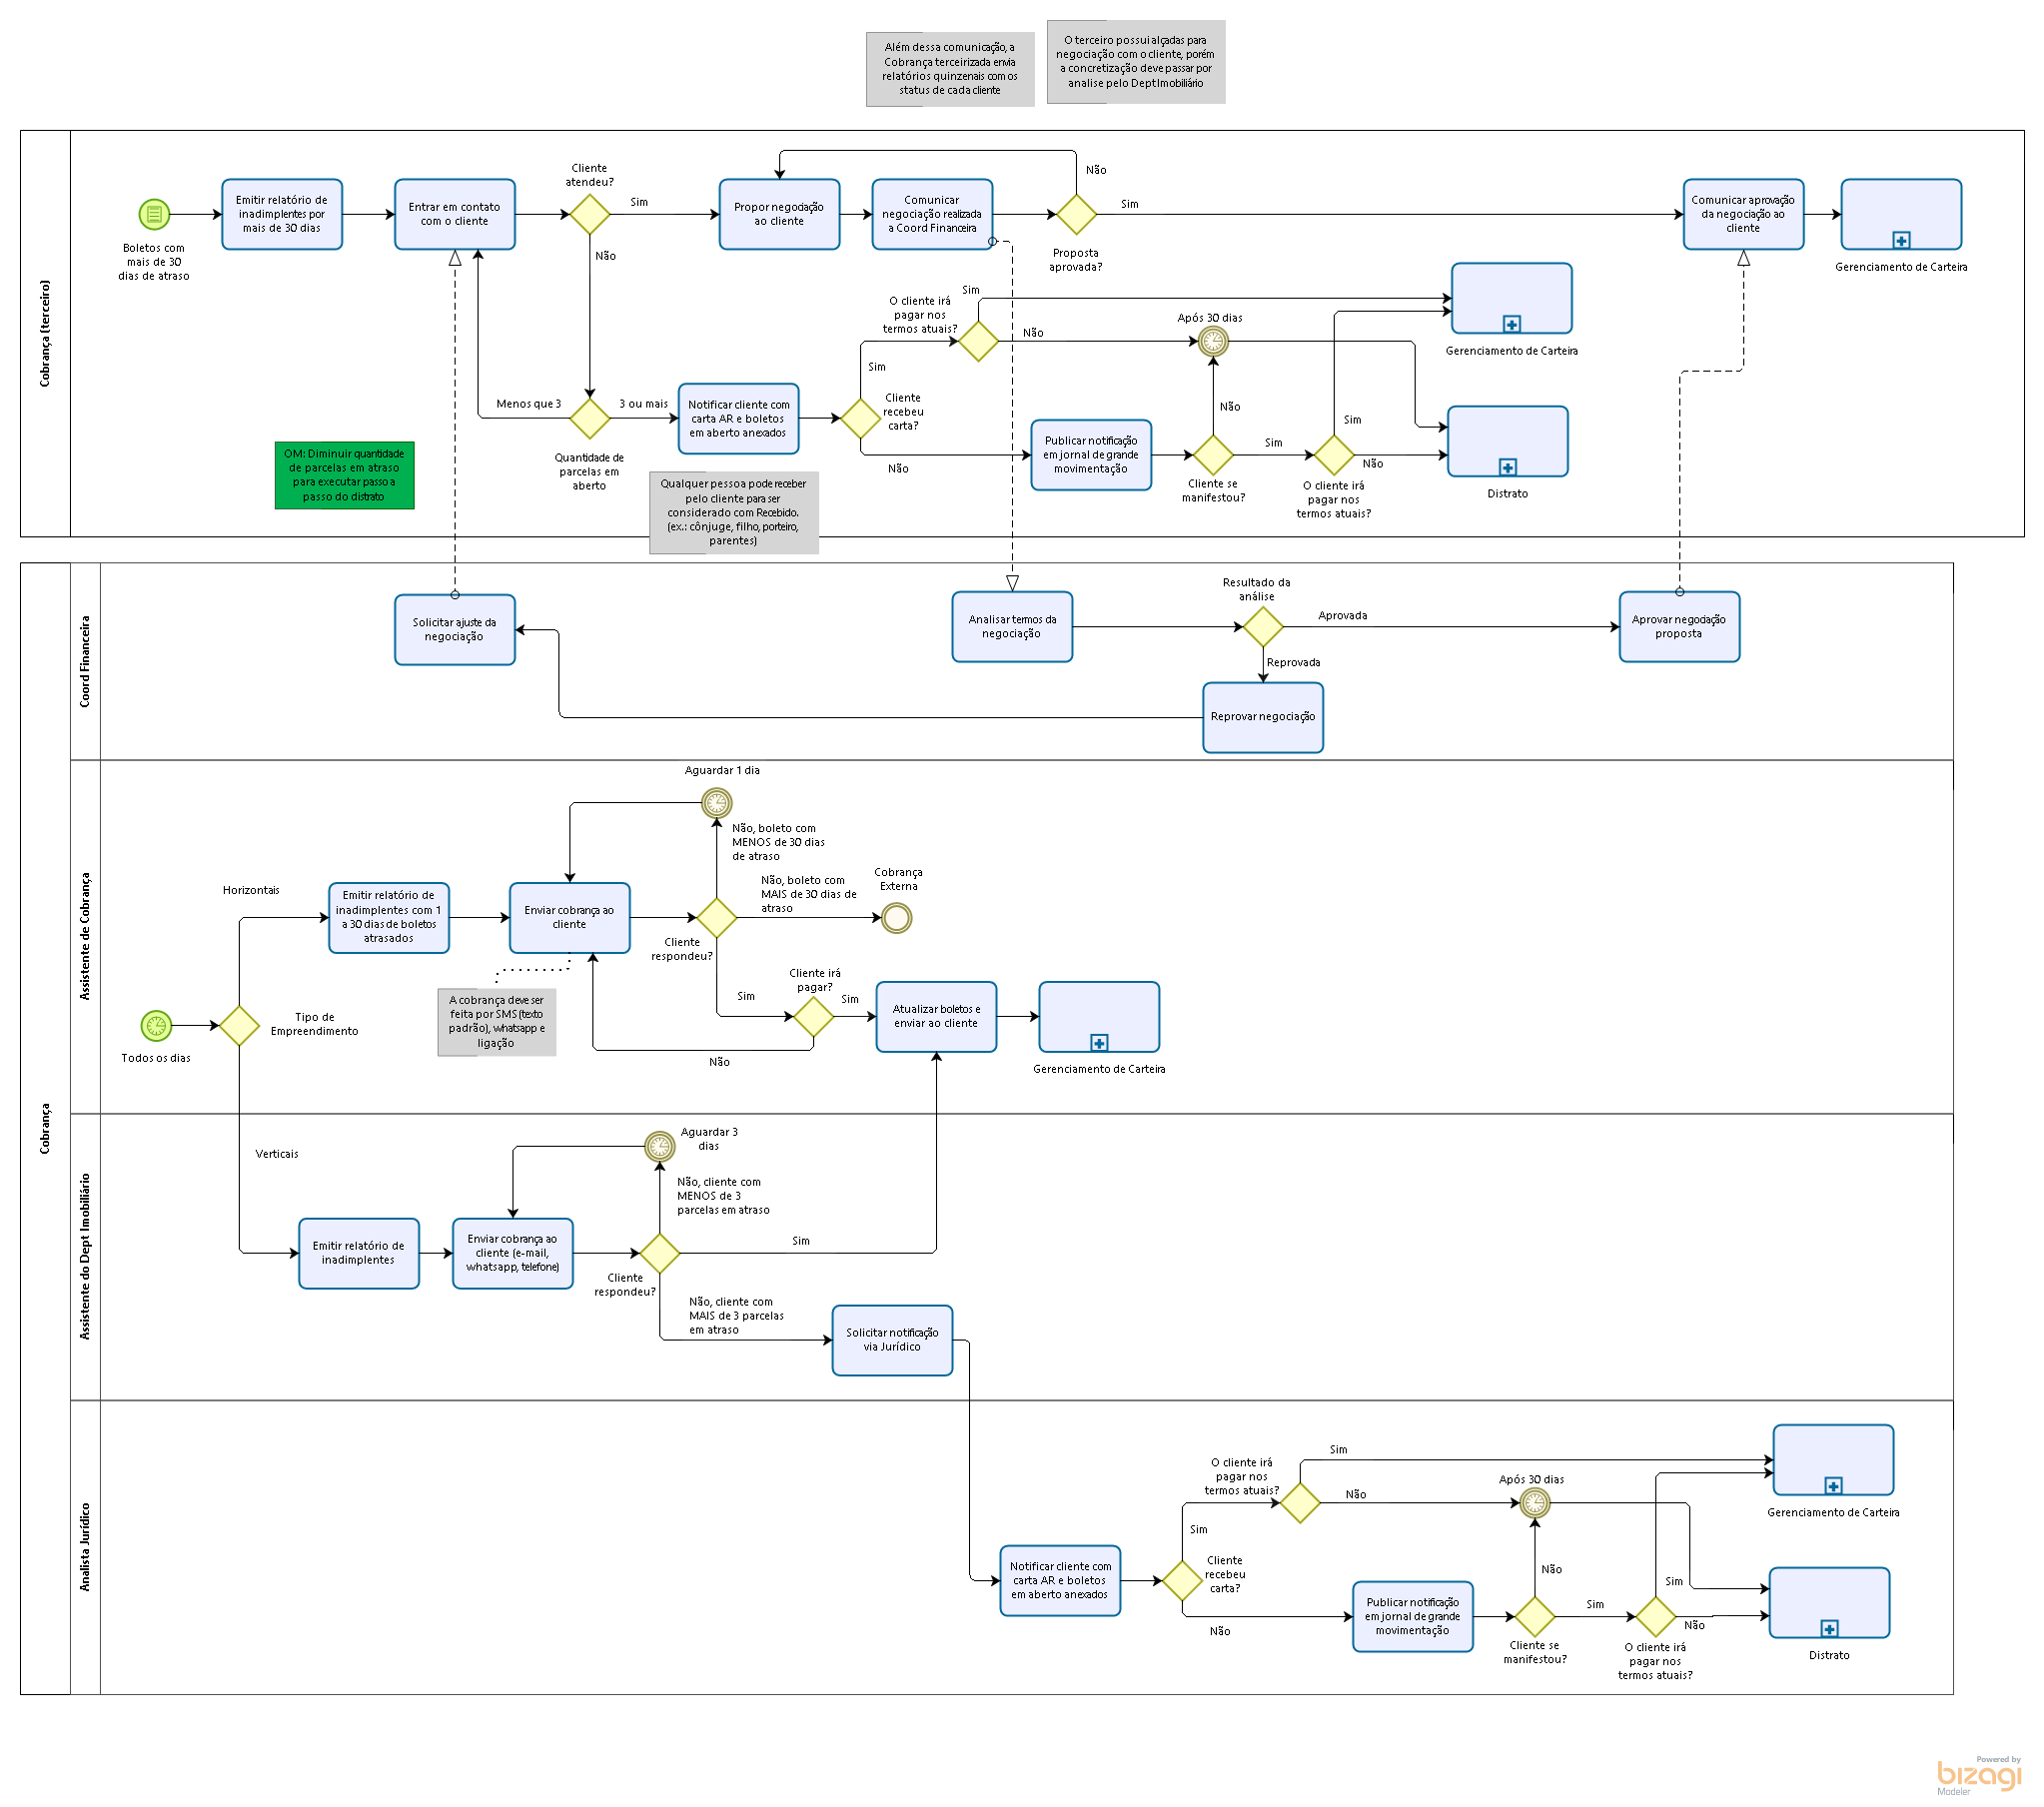 Além dessa comunicação, a
Cobrança terceirizada envia
relatórios quinzenais com os
status de cada cliente
O terceiro possui alçadas para
negociação com o cliente, porém
a concretização deve passar por
analise pelo Dept Imobiliário
Cobrança (terceiro)
Boletos com
mais de 30
dias de atraso
Emitir relatório de
inadimplentes por
mais de 30 dias
Entrar em contato
com o cliente
Cliente
atendeu?
Sim
Não
Propor negociação
ao cliente
Comunicar
negociação realizada
a Coord Financeira
Não
Sim
Proposta
aprovada?
Comunicar aprovação
da negociação ao
cliente
Gerenciamento de Carteira
Menos que 3
3 ou mais
Quantidade de
parcelas em
aberto
OM: Diminuir quantidade
de parcelas em atraso
para executar passo a
passo do distrato
Notificar cliente com
carta AR e boletos
em aberto anexados
Qualquer pessoa pode receber
pelo cliente para ser
considerado com Recebido.
(ex.: cônjuge, filho, porteiro,
parentes)
Cliente
recebeu
carta?
Sim
Não
O cliente irá
pagar nos
termos atuais?
Sim
Não
Após 30 dias
Publicar notificação
em jornal de grande
movimentação
Não
Sim
Cliente se
manifestou?
Sim
Não
O cliente irá
pagar nos
termos atuais?
Gerenciamento de Carteira
Distrato
Cobrança
Coord Financeira
Solicitar ajuste da
negociação
Analisar termos da
negociação
Resultado da
análise
Aprovada
Reprovada
Aprovar negociação
proposta
Reprovar negociação
Assistente de Cobrança
Todos os dias
Tipo de
Empreendimento
Horizontais
Verticais
Emitir relatório de
inadimplentes com 1
a 30 dias de boletos
atrasados
Enviar cobrança ao
cliente
A cobrança deve ser
feita por SMS (texto
padrão), whatsapp e
ligação
Aguardar 1 dia
Não, boleto com
MENOS de 30 dias
de atraso
Não, boleto com
MAIS de 30 dias de
atraso
Cobrança
Externa
Cliente
respondeu?
Sim
Cliente irá
pagar?
Sim
Não
Atualizar boletos e
enviar ao cliente
Gerenciamento de Carteira
Assistente do Dept Imobiliário
Emitir relatório de
inadimplentes
Enviar cobrança ao
cliente (e-mail,
whatsapp, telefone)
Aguardar 3
dias
Não, cliente com
MENOS de 3
parcelas em atraso
Sim
Cliente
respondeu?
Não, cliente com
MAIS de 3 parcelas
em atraso
Solicitar notificação
via Jurídico
Analista Jurídico
Notificar cliente com
carta AR e boletos
em aberto anexados
Cliente
recebeu
carta?
Sim
Não
O cliente irá
pagar nos
termos atuais?
Sim
Não
Após 30 dias
Publicar notificação
em jornal de grande
movimentação
Não
Sim
Cliente se
manifestou?
Sim
Não
O cliente irá
pagar nos
termos atuais?
Gerenciamento de Carteira
Distrato
Powered by
bizagi
Modeler